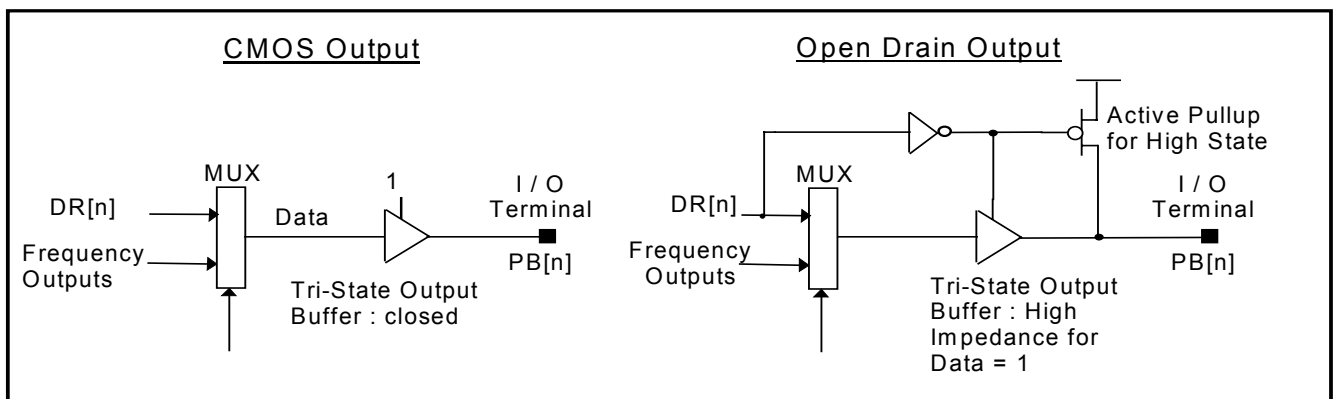 CMOS Output
MUX
DR[n]
Frequency
Outputs
Data
1
I / O
Terminal
PB[n]
Tri-State Output
Buffer : closed
Open Drain Output
Active Pullup
for High State
MUX
DR[n]
Frequency
Outputs
I / O
Terminal
PB[n]
Tri-State Output
Buffer : High
Impedance for
Data = 1